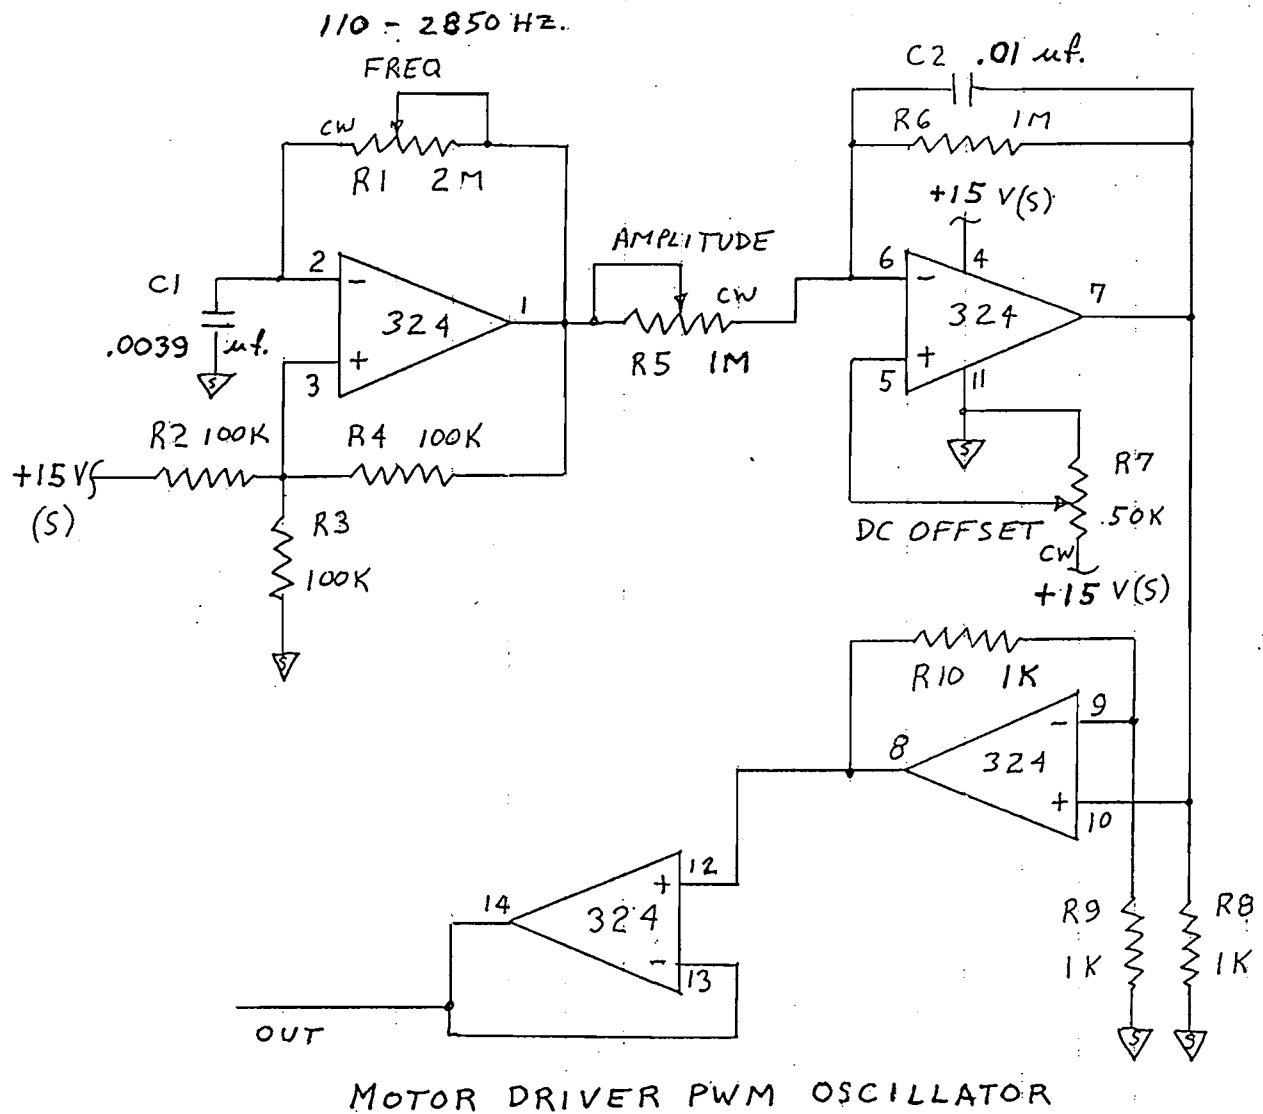 110 - 2850 HZ.
FREQ
CW
R1 2M
C2 .01 uf.
R6 1M
+15 V(S)
AMPLITUDE
CW
R5 1M
C1
.0039 uf.
2
-
324
1
+
3
S
6
-
4
324
7
+
5
11
S
R2 100K
R4 100K
+15V
(S)
R3
100K
S
R7
50K
DC OFFSET
CW
+15 V(S)
R10 1K
8
324
-
9
+
10
14
324
+
12
-
13
R9
1K
R8
1K
S
S
OUT
MOTOR DRIVER PWM OSCILLATOR